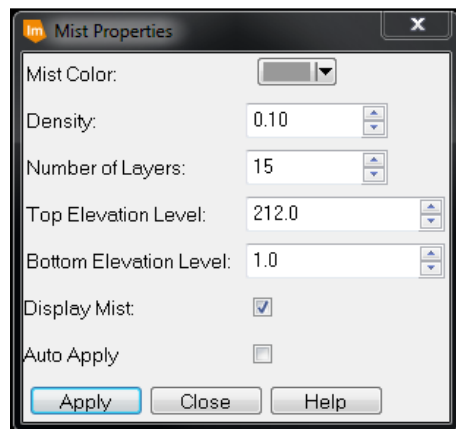 Im Mist Properties x
Mist Color:
Density: 0.10
Number of Layers: 15
Top Elevation Level: 212.0
Bottom Elevation Level: 1.0
Display Mist:
Auto Apply
Apply Close Help